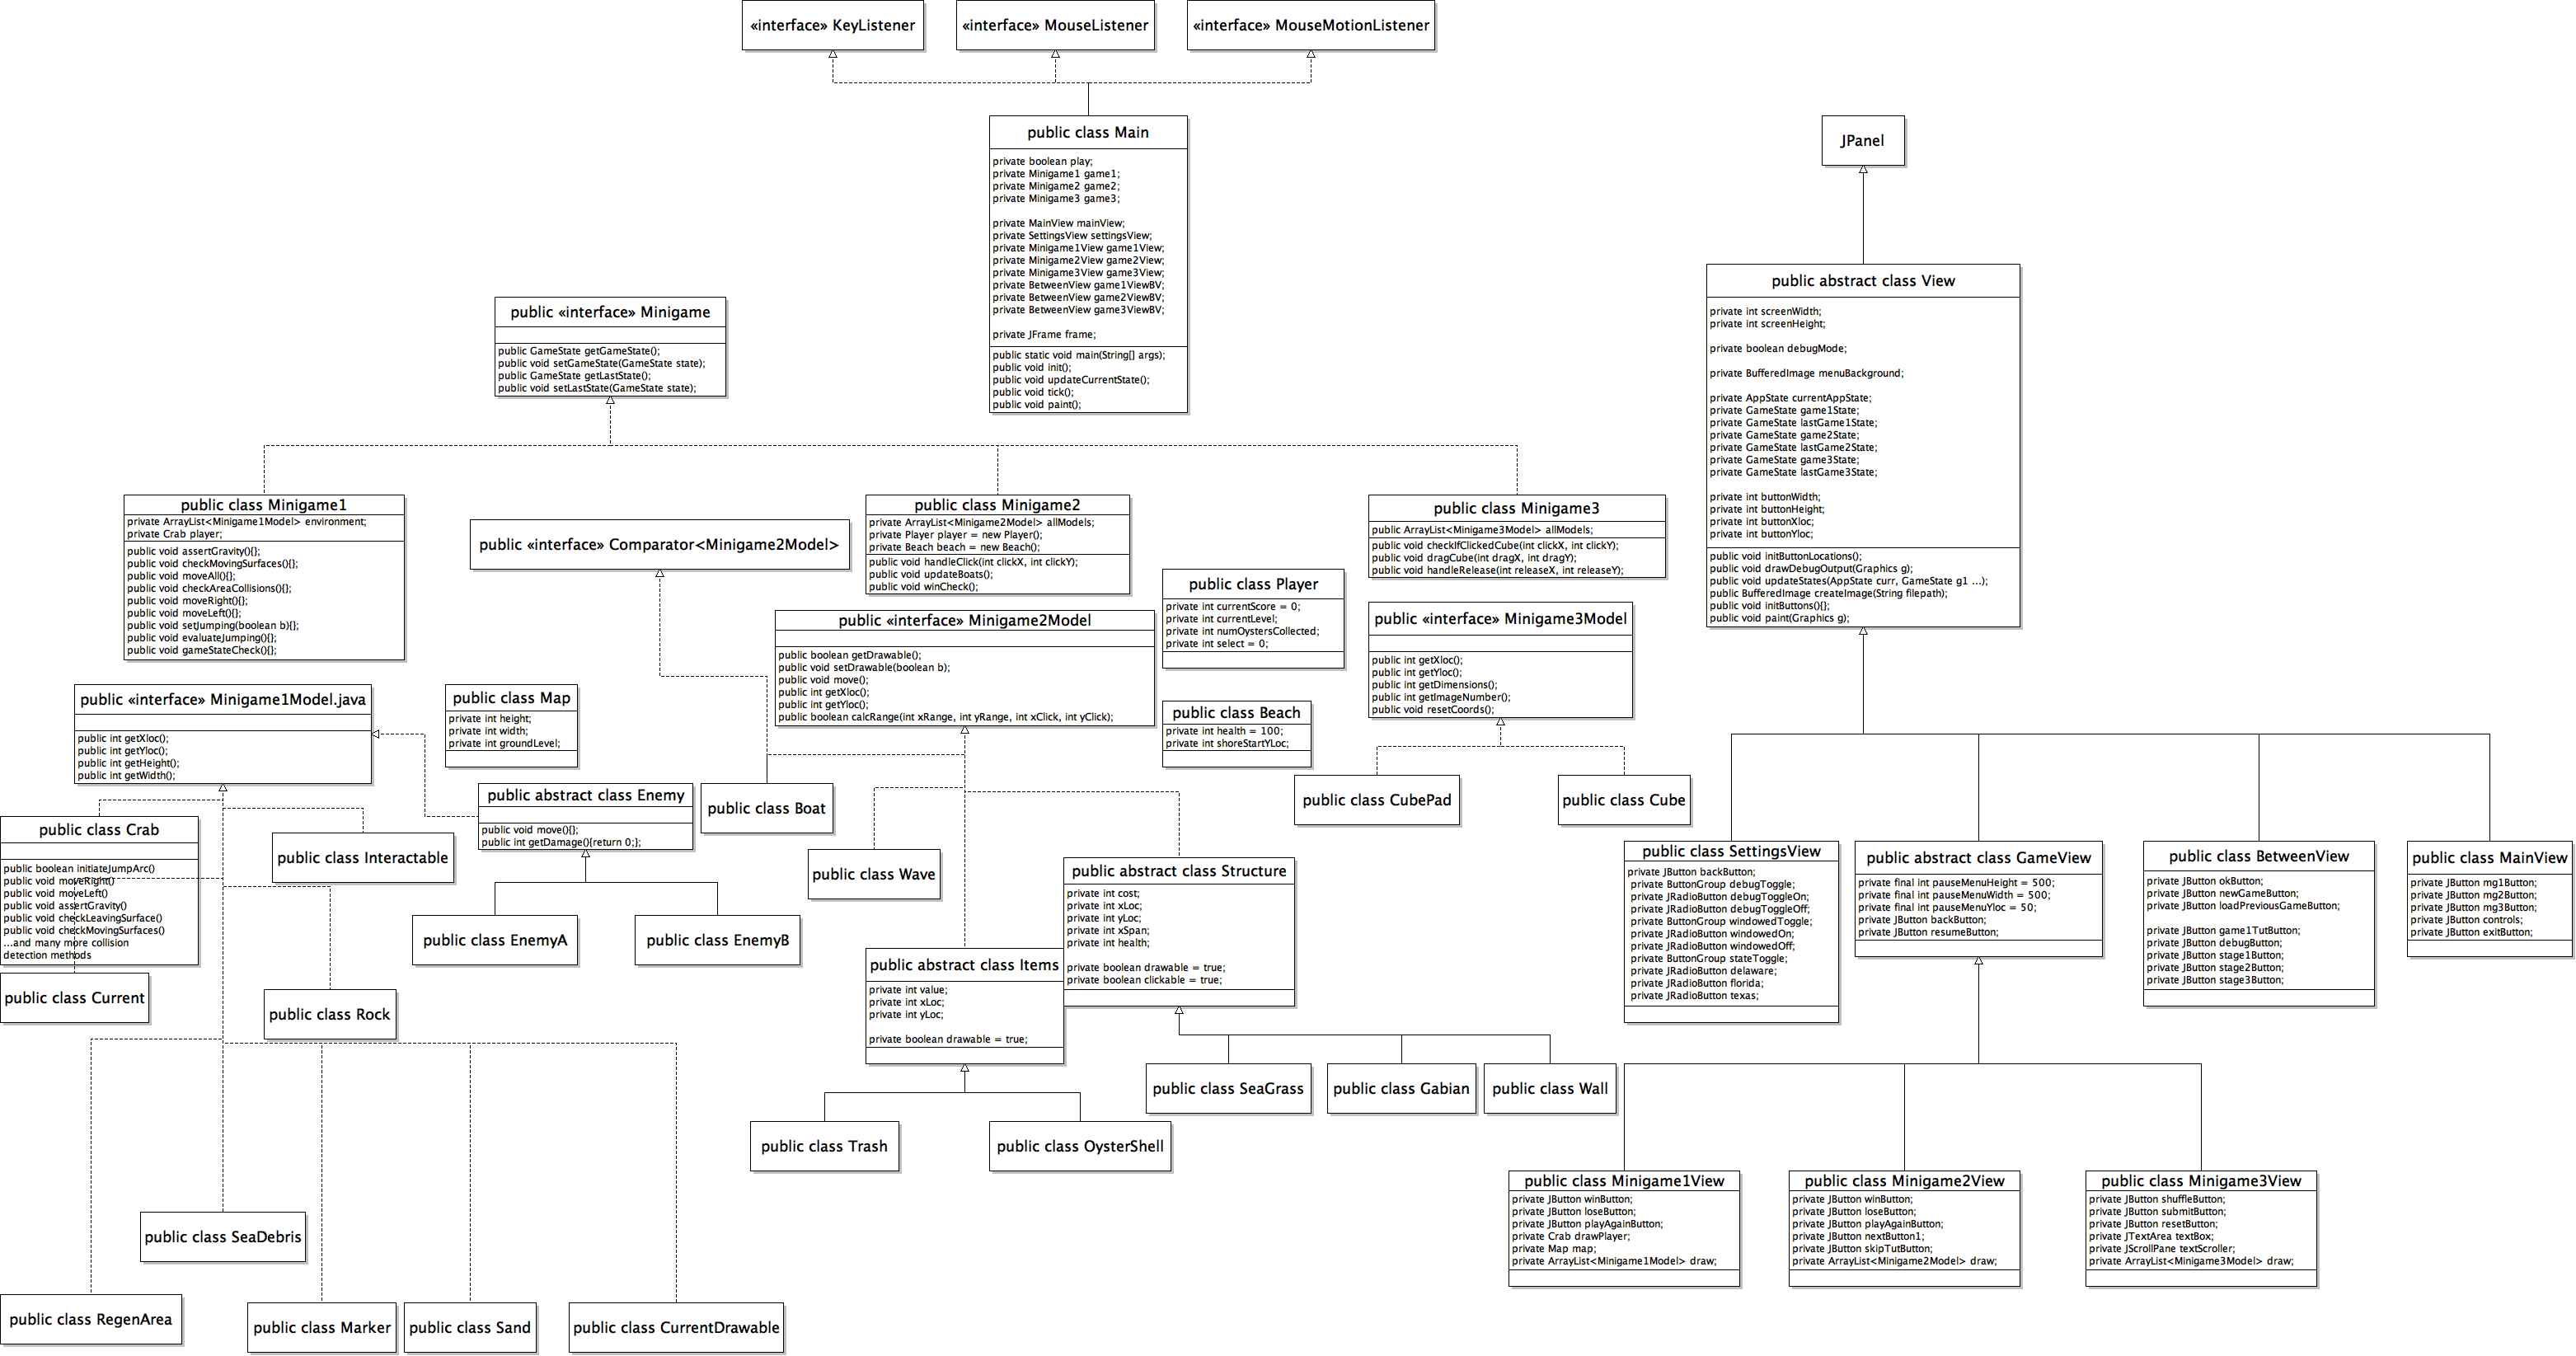 «interface» KeyListener
«interface» MouseListener
«interface» MouseMotionListener
public class Main
private boolean play;
private Minigame1 game1;
private Minigame2 game2;
private Minigame3 game3;
private MainView mainView;
private SettingsView settingsView;
private Minigame1View game1View;
private Minigame2View game2View;
private Minigame3View game3View;
private BetweenView game1ViewBV;
private BetweenView game2ViewBV;
private BetweenView game3ViewBV;
private JFrame frame;
public static void main(String[] args);
public void init();
public void updateCurrentState();
public void tick();
public void paint();
JPanel
public abstract class View
private int screenWidth;
private int screenHeight;
private boolean debugMode;
private BufferedImage menuBackground;
private AppState currentAppState;
private GameState game1State;
private GameState lastGame1State;
private GameState game2State;
private GameState lastGame2State;
private GameState game3State;
private GameState lastGame3State;
private int buttonWidth;
private int buttonHeight;
private int buttonXloc;
private int buttonYloc;
public void initButtonLocations();
public void drawDebugOutput(Graphics g);
public void updateStates(AppState curr, GameState g1 ...);
public BufferedImage createImage(String filepath);
public void initButtons(){};
public void paint(Graphics g);
public «interface» Minigame
public GameState getGameState();
public void setGameState(GameState state);
public GameState getLastState();
public void setLastState(GameState state);
public class Minigame1
private ArrayList<Minigame1Model> environment;
private Crab player;
public void assertGravity(){};
public void checkMovingSurfaces(){};
public void moveAll(){};
public void checkAreaCollisions(){};
public void moveRight(){};
public void moveLeft(){};
public void setJumping(boolean b){};
public void evaluateJumping(){};
public void gameStateCheck(){};
public «interface» Comparator<Minigame2Model>
public class Minigame2
private ArrayList<Minigame2Model> allModels;
private Player player = new Player();
private Beach beach = new Beach();
public void handleClick(int clickX, int clickY);
public void updateBoats();
public void winCheck();
public class Minigame3
public ArrayList<Minigame3Model> allModels;
public void checkIfClickedCube(int clickX, int clickY);
public void dragCube(int dragX, int dragY);
public void handleRelease(int releaseX, int releaseY);
public class Player
private int currentScore = 0;
private int currentLevel;
private int numOystersCollected;
private int select = 0;
public «interface» Minigame2Model
public boolean getDrawable();
public void setDrawable(boolean b);
public void move();
public int getXloc();
public int getYloc();
public boolean calcRange(int xRange, int yRange, int xClick, int yClick);
public «interface» Minigame3Model
public int getXloc();
public int getYloc();
public int getDimensions();
public int getImageNumber();
public void resetCoords();
public «interface» Minigame1Model.java
public int getXloc();
public int getYloc();
public int getHeight();
public int getWidth();
public class Map
private int height;
private int width;
private int groundLevel;
public class Beach
private int health = 100;
private int shoreStartYLoc;
public abstract class Enemy
public void move(){};
public int getDamage(){return 0;};
public class Boat
public class CubePad
public class Cube
public class Crab
public boolean initiateJumpArc()
public void moveRight()
public void moveLeft()
public void assertGravity()
public void checkLeavingSurface()
public void checkMovingSurfaces()
...and many more collision
detection methods
public class Interactable
public class Wave
public abstract class Structure
private int cost;
private int xLoc;
private int yLoc;
private int xSpan;
private int health;
private boolean drawable = true;
private boolean clickable = true;
public class SettingsView
private JButton backButton;
private ButtonGroup debugToggle;
private JRadioButton debugToggleOn;
private JRadioButton debugToggleOff;
private ButtonGroup windowedToggle;
private JRadioButton windowedOn;
private JRadioButton windowedOff;
private ButtonGroup stateToggle;
private JRadioButton delaware;
private JRadioButton florida;
private JRadioButton texas;
public abstract class GameView
private final int pauseMenuHeight = 500;
private final int pauseMenuWidth = 500;
private final int pauseMenuYloc = 50;
private JButton backButton;
private JButton resumeButton;
public class BetweenView
private JButton okButton;
private JButton newGameButton;
private JButton loadPreviousGameButton;
private JButton game1TutButton;
private JButton debugButton;
private JButton stage1Button;
private JButton stage2Button;
private JButton stage3Button;
public class MainView
private JButton mg1Button;
private JButton mg2Button;
private JButton mg3Button;
private JButton controls;
private JButton exitButton;
public class EnemyA
public class EnemyB
public abstract class Items
private int value;
private int xLoc;
private int yLoc;
private boolean drawable = true;
public class Current
public class Rock
public class SeaGrass
public class Gabian
public class Wall
public class Trash
public class OysterShell
public class Minigame1View
private JButton winButton;
private JButton loseButton;
private JButton playAgainButton;
private Crab drawPlayer;
private Map map;
private ArrayList<Minigame1Model> draw;
public class Minigame2View
private JButton winButton;
private JButton loseButton;
private JButton playAgainButton;
private JButton nextButton1;
private JButton skipTutButton;
private ArrayList<Minigame2Model> draw;
public class Minigame3View
private JButton shuffleButton;
private JButton submitButton;
private JButton resetButton;
private JTextArea textBox;
private JScrollPane textScroller;
private ArrayList<Minigame3Model> draw;
public class SeaDebris
public class RegenArea
public class Marker
public class Sand
public class CurrentDrawable